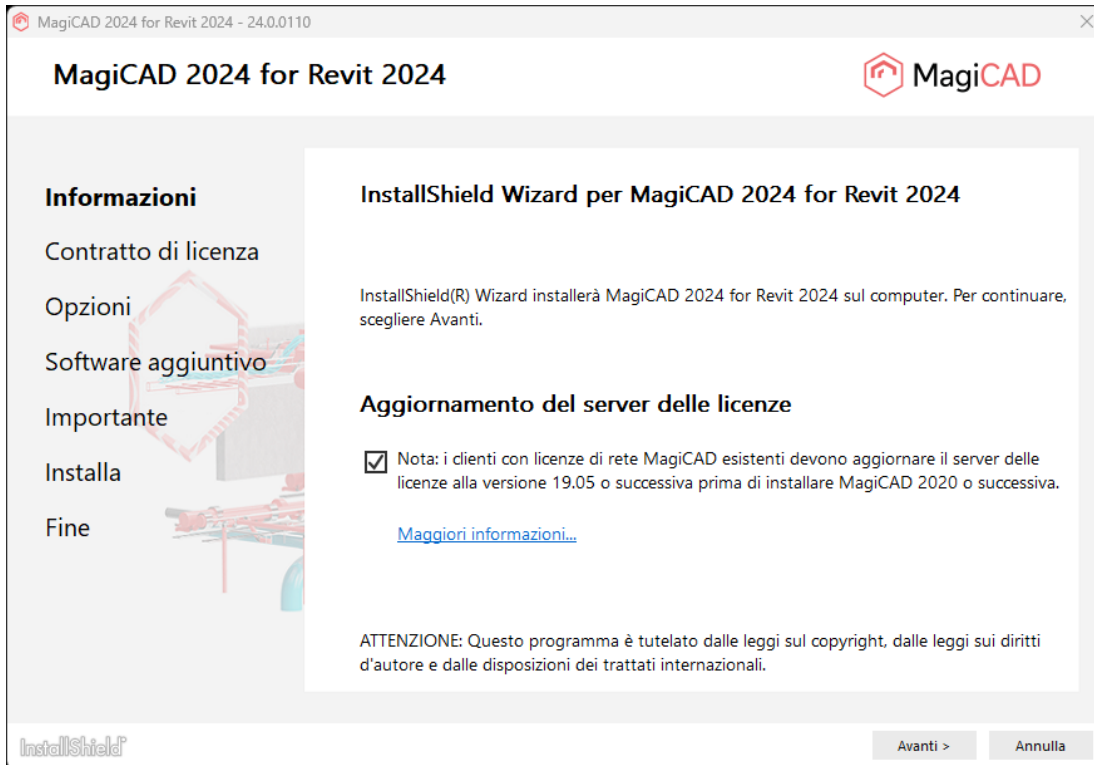 MagiCAD 2024 for Revit 2024 - 24.0.0110
MagiCAD 2024 for Revit 2024
MagiCAD
Informazioni
Contratto di licenza
Opzioni
Software aggiuntivo
Importante
Installa
Fine
InstallShield Wizard per MagiCAD 2024 for Revit 2024
InstallShield(R) Wizard installerà MagiCAD 2024 for Revit 2024 sul computer. Per continuare,
scegliere Avanti.
Aggiornamento del server delle licenze
Nota: i clienti con licenze di rete MagiCAD esistenti devono aggiornare il server delle
licenze alla versione 19.05 o successiva prima di installare MagiCAD 2020 o successiva.
Maggiori informazioni...
ATTENZIONE: Questo programma è tutelato dalle leggi sul copyright, dalle leggi sui diritti
d'autore e dalle disposizioni dei trattati internazionali.
InstallShield
Avanti >
Annulla